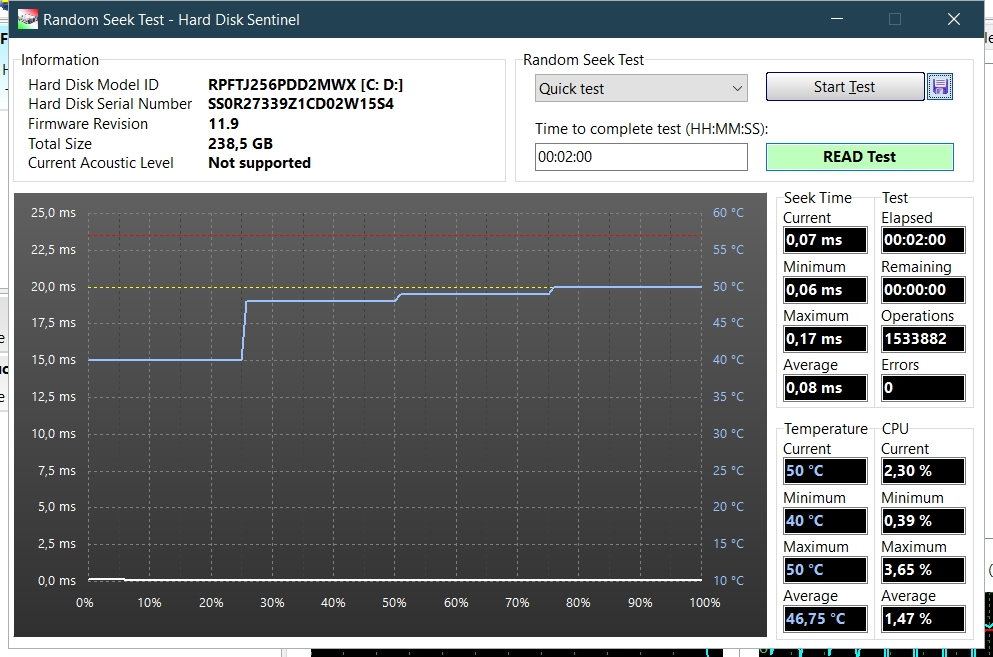 Random Seek Test - Hard Disk Sentinel
Information
Hard Disk Model ID RPFTJ256PDD2MWX [C: D:]
Hard Disk Serial Number SS0R27339Z1CD02W15S4
Firmware Revision 11.9
Total Size 238,5 GB
Current Acoustic Level Not supported
Random Seek Test
Quick test
Start Test
Time to complete test (HH:MM:SS):
00:02:00
READ Test
25,0 ms 60 °C
22,5 ms 55 °C
20,0 ms 50 °C
17,5 ms 45 °C
15,0 ms 40 °C
12,5 ms 35 °C
10,0 ms 30 °C
7,5 ms 25 °C
5,0 ms 20 °C
2,5 ms 15 °C
0,0 ms 10 °C
0% 10% 20% 30% 40% 50% 60% 70% 80% 90% 100%
Seek Time
Current
0,07 ms
Minimum
0,06 ms
Maximum
0,17 ms
Average
0,08 ms
Test
Elapsed
00:02:00
Remaining
00:00:00
Operations
1533882
Errors
0
Temperature
Current
50 °C
Minimum
40 °C
Maximum
50 °C
Average
46,75 °C
CPU
Current
2,30 %
Minimum
0,39 %
Maximum
3,65 %
Average
1,47 %